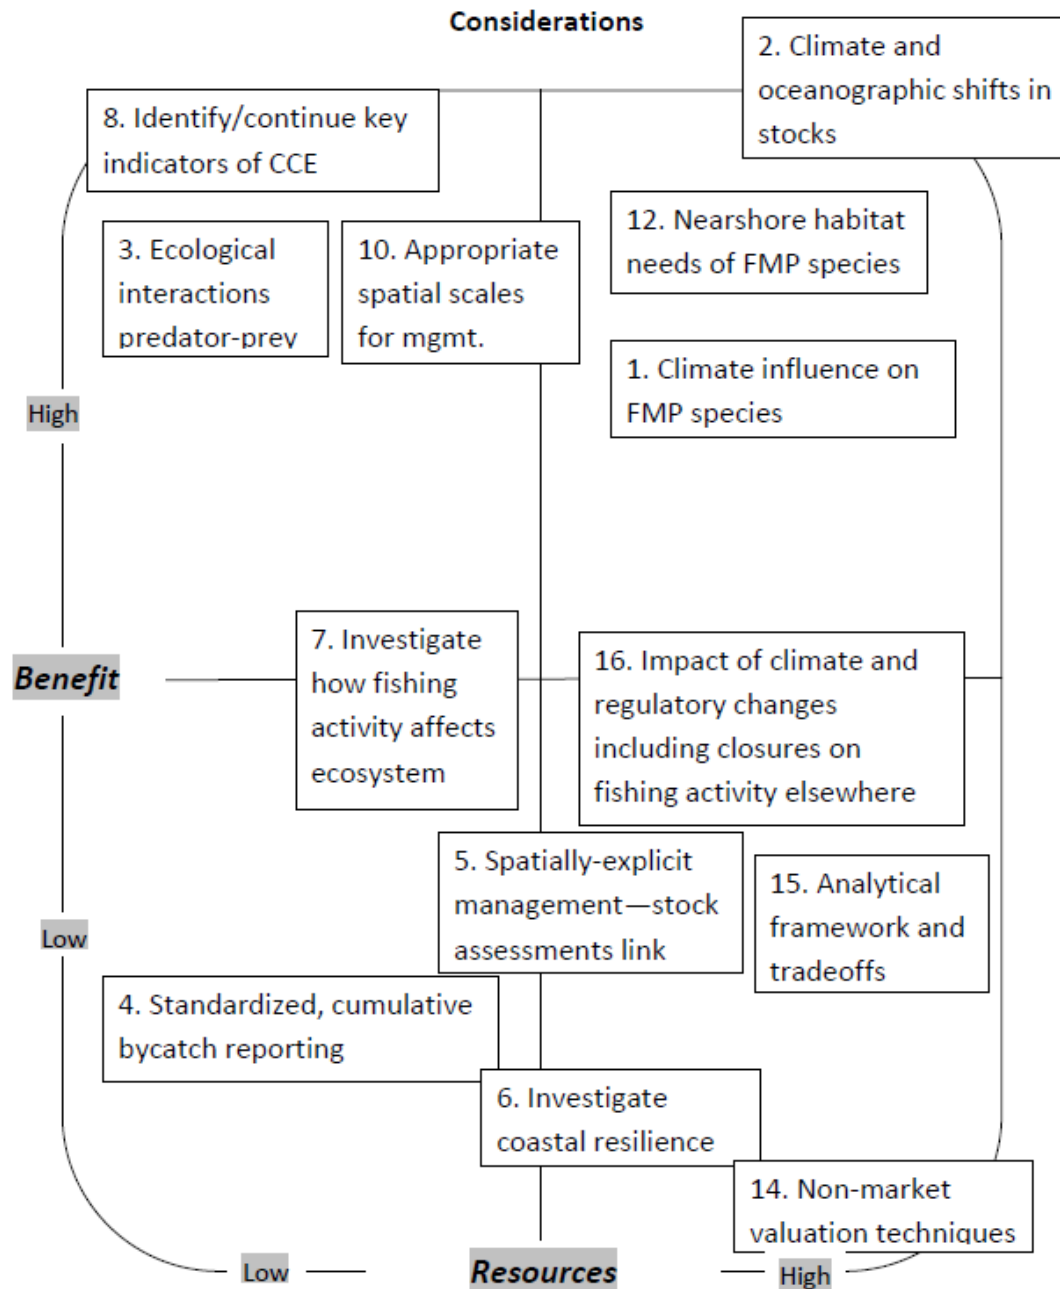 Considerations
2. Climate and
oceanographic shifts in
stocks
8. Identify/continue key
indicators of CCE
12. Nearshore habitat
needs of FMP species
3. Ecological
interactions
predator-prey
10. Appropriate
spatial scales
for mgmt.
1. Climate influence on
FMP species
High
7. Investigate
how fishing
activity affects
ecosystem
16. Impact of climate and
regulatory changes
including closures on
fishing activity elsewhere
Benefit
5. Spatially-explicit
management—stock
assessments link
15. Analytical
framework and
tradeoffs
Low
4. Standardized, cumulative
bycatch reporting
6. Investigate
coastal resilience
14. Non-market
valuation techniques
Low
Resources
High